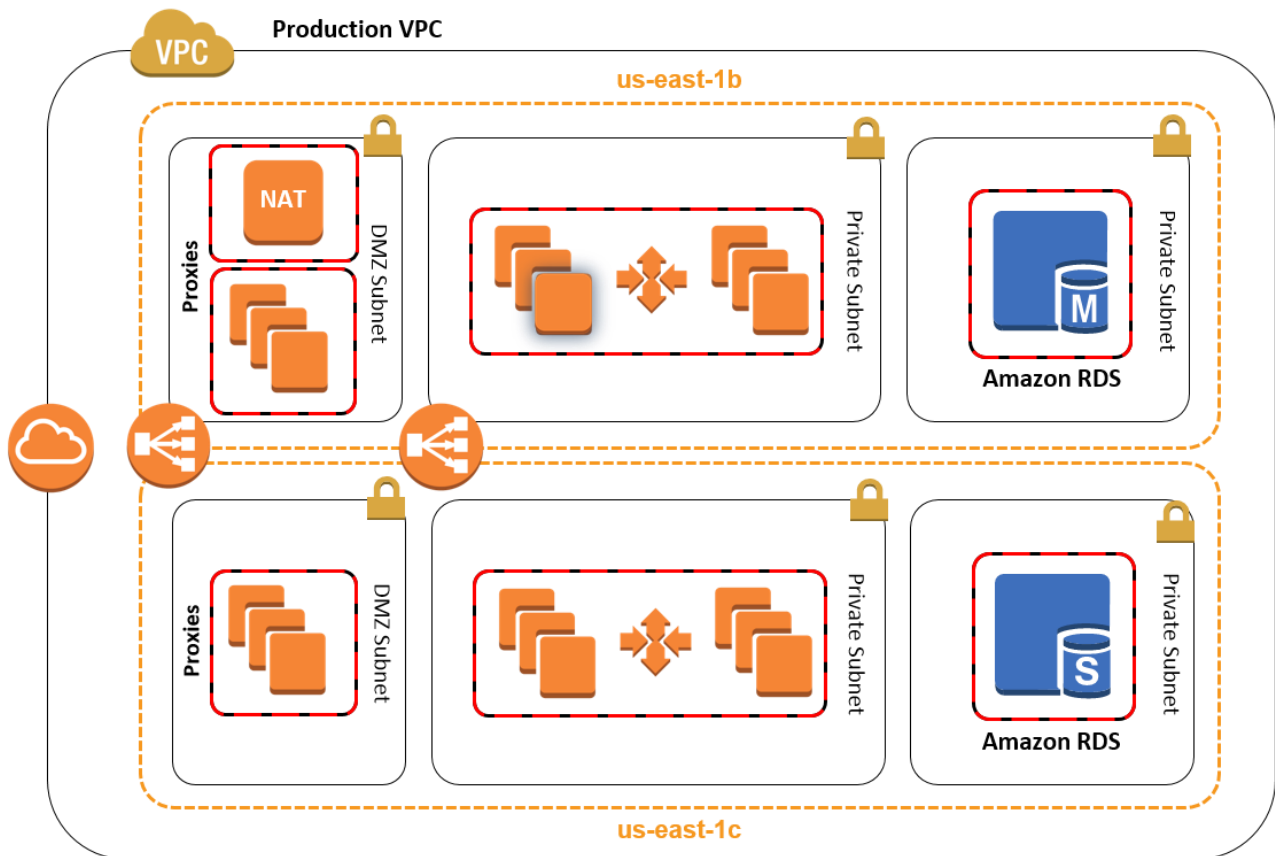 Production VPC
VPC
us-east-1b
NAT
Proxies
DMZ Subnet
Private Subnet
M
Amazon RDS
Private Subnet
Proxies
DMZ Subnet
Private Subnet
S
Amazon RDS
Private Subnet
us-east-1c